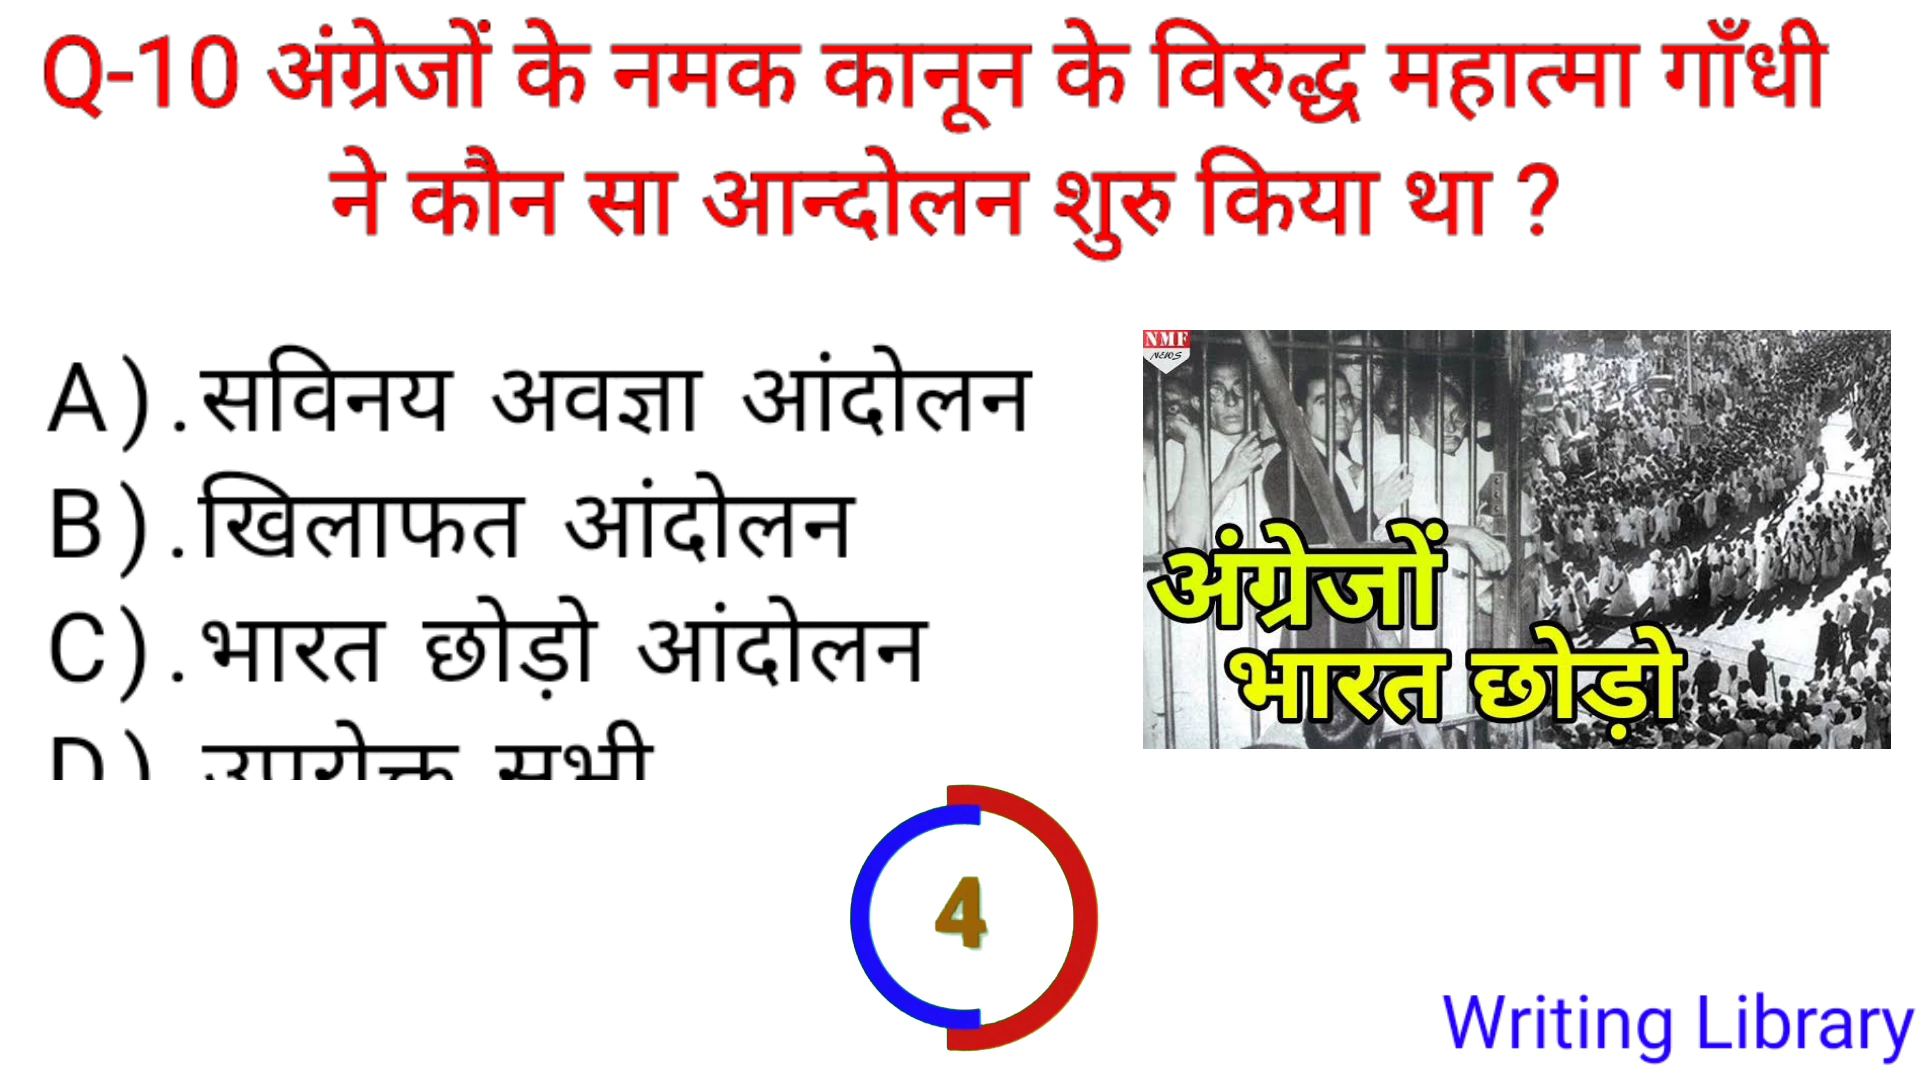 Q-10 अंग्रेजों के नमक कानून के विरुद्ध महात्मा गाँधी
ने कौन सा आन्दोलन शुरु किया था ?
A).सविनय अवज्ञा आंदोलन
B).खिलाफत आंदोलन
C).भारत छोड़ो आंदोलन
D) उपरोक्त सभी
NMF
NEWS
अंग्रेजों
भारत छोड़ो
4
Writing Library